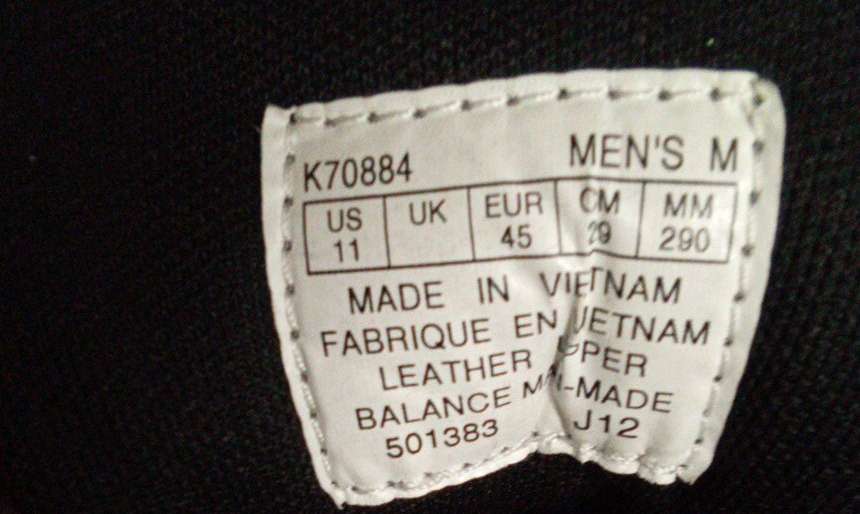 K70884 MEN'S M
US UK EUR CM MM
11 45 29 290
MADE IN VIETNAM
FABRIQUE EN VIETNAM
LEATHER UPPER
BALANCE MAN-MADE
501383 J12